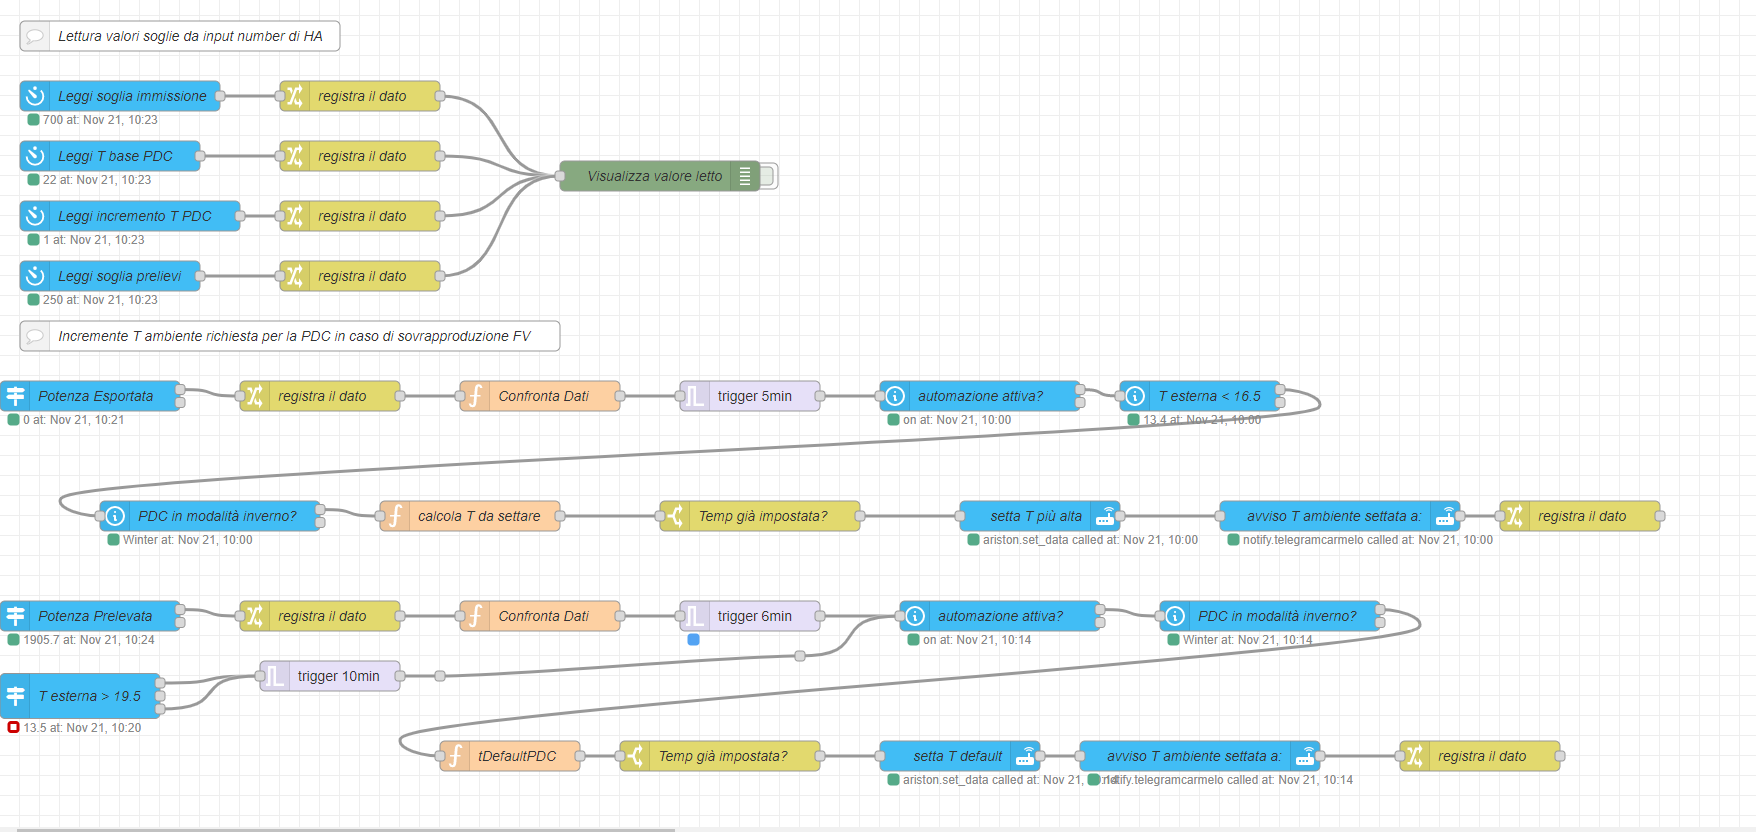 Lettura valori soglie da input number di HA
Leggi soglia immissione
registra il dato
700 at: Nov 21, 10:23
Leggi T base PDC
registra il dato
22 at: Nov 21, 10:23
Visualizza valore letto
Leggi incremento T PDC
registra il dato
1 at: Nov 21, 10:23
Leggi soglia prelievi
registra il dato
250 at: Nov 21, 10:23
Incremente T ambiente richiesta per la PDC in caso di sovrapproduzione FV
Potenza Esportata
registra il dato
Confronta Dati
trigger 5min
automazione attiva?
T esterna < 16.5
0 at: Nov 21, 10:21
on at: Nov 21, 10:00
13.4 at: Nov 21, 10:00
PDC in modalità inverno?
calcola T da settare
Temp già impostata?
setta T più alta
avviso T ambiente settata a:
registra il dato
Winter at: Nov 21, 10:00
ariston.set_data called at: Nov 21, 10:00
notify.telegramcarmelo called at: Nov 21, 10:00
Potenza Prelevata
registra il dato
Confronta Dati
trigger 6min
automazione attiva?
PDC in modalità inverno?
1905.7 at: Nov 21, 10:24
on at: Nov 21, 10:14
Winter at: Nov 21, 10:14
trigger 10min
T esterna > 19.5
13.5 at: Nov 21, 10:20
tDefaultPDC
Temp già impostata?
setta T default
avviso T ambiente settata a:
registra il dato
ariston.set_data called at: Nov 21,
notify.telegramcarmelo called at: Nov 21, 10:14